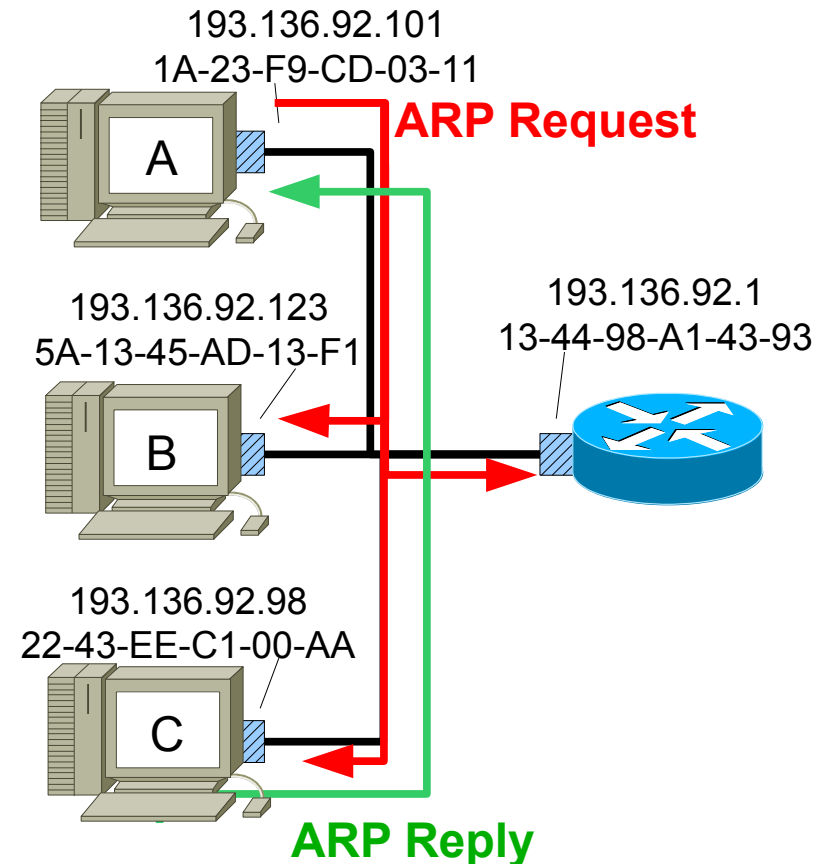 193.136.92.101
1A-23-F9-CD-03-11
ARP Request
A
193.136.92.123
5A-13-45-AD-13-F1
193.136.92.1
13-44-98-A1-43-93
B
193.136.92.98
22-43-EE-C1-00-AA
C
ARP Reply